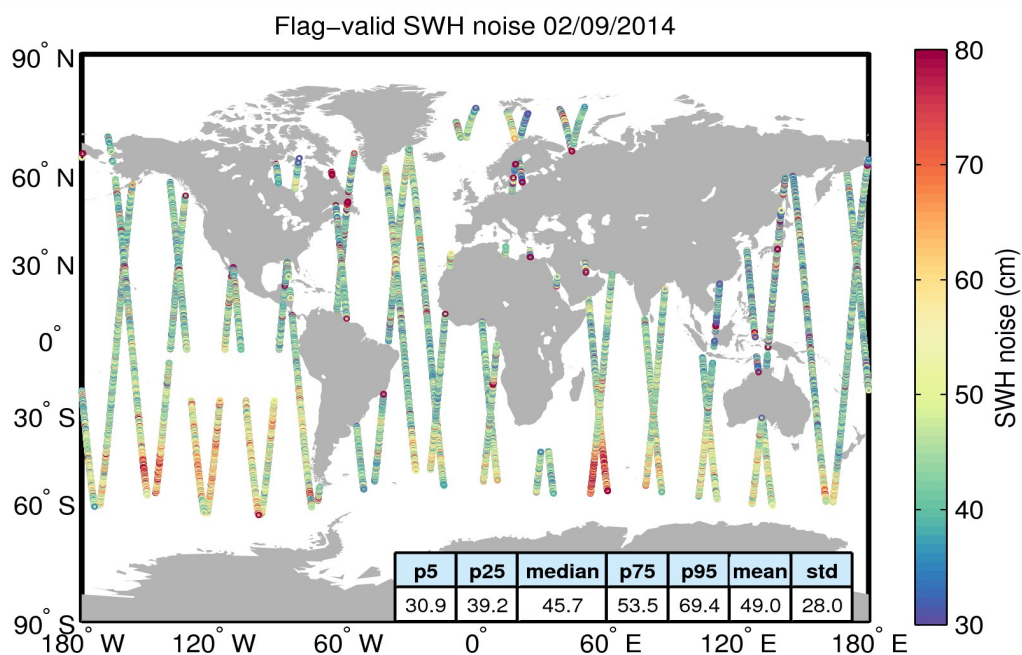 Flag−valid SWH noise 02/09/2014
90° N
60° N
30° N
0°
30° S
60° S
90° S
180° W
120° W
60° W
0°
60° E
120° E
180° E
p5 p25 median p75 p95 mean std
30.9 39.2 45.7 53.5 69.4 49.0 28.0
80
70
60
50
40
30
SWH noise (cm)